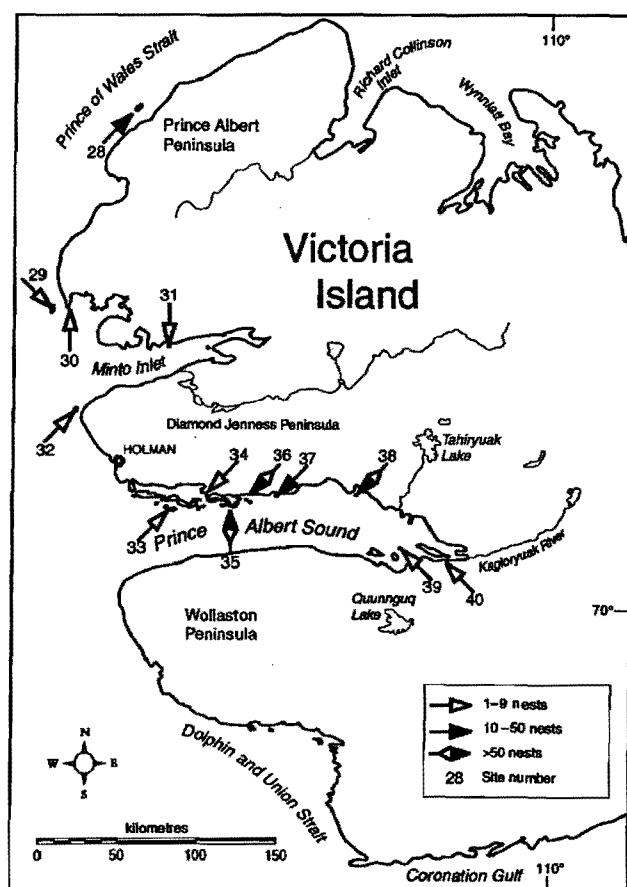 110°
Prince of Wales Strait
Richard Collinson
Inlet
Wynniatt Bay
28
Prince Albert
Peninsula
Victoria
Island
29
30
31
Minto Inlet
32
Diamond Jenness Peninsula
HOLMAN
Tahiryuak
Lake
34
36
37
38
33
Prince
Albert Sound
35
Kagloryuak River
39
40
Quunnguq
Lake
70°
Wollaston
Peninsula
Dolphin and Union Strait
N
W
E
S
1–9 nests
10–50 nests
>50 nests
28 Site number
kilometres
0 50 100 150
Coronation Gulf
110°